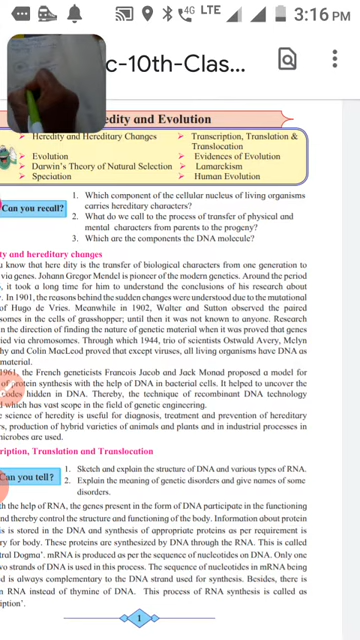 4G LTE 3:16 PM
c-10th-Clas...
edity and Evolution
Heredity and Hereditary Changes
Transcription, Translation & Translocation
Evolution
Evidences of Evolution
Darwin's Theory of Natural Selection
Lamarckism
Speciation
Human Evolution
Can you recall?
1. Which component of the cellular nucleus of living organisms
carries hereditary characters?
2. What do we call to the process of transfer of physical and
mental characters from parents to the progeny?
3. Which are the components the DNA molecule?
ty and hereditary changes
u know that here dity is the transfer of biological characters from one generation to
via genes. Johann Gregor Mendel is pioneer of the modern genetics. Around the period
, it took a long time for him to understand the conclusions of his research about
. In 1901, the reasons behind the sudden changes were understood due to the mutational
of Hugo de Vries. Meanwhile in 1902, Walter and Sutton observed the paired
osomes in the cells of grasshopper; until then it was not known to anyone. Research
in the direction of finding the nature of genetic material when it was proved that genes
ried via chromosomes. Through which 1944, trio of scientists Ostwald Avery, Mclyn
thy and Colin MacLeod proved that except viruses, all living organisms have DNA as
material.
961, the French geneticists Francois Jacob and Jack Monad proposed a model for
of protein synthesis with the help of DNA in bacterial cells. It helped to uncover the
codes hidden in DNA. Thereby, the technique of recombinant DNA technology
d which has vast scope in the field of genetic engineering.
e science of heredity is useful for diagnosis, treatment and prevention of hereditary
ers, production of hybrid varieties of animals and plants and in industrial processes in
microbes are used.
ription, Translation and Translocation
Can you tell?
1. Sketch and explain the structure of DNA and various types of RNA.
2. Explain the meaning of genetic disorders and give names of some
disorders.
th the help of RNA, the genes present in the form of DNA participate in the functioning
and thereby control the structure and functioning of the body. Information about protein
is is stored in the DNA and synthesis of appropriate proteins as per requirement is
ry for body. These proteins are synthesized by DNA through the RNA. This is called
tral Dogma'. mRNA is produced as per the sequence of nucleotides on DNA. Only one
two strands of DNA is used in this process. The sequence of nucleotides in mRNA being
ed is always complementary to the DNA strand used for synthesis. Besides, there is
in RNA instead of thymine of DNA. This process of RNA synthesis is called as
iption'.
1